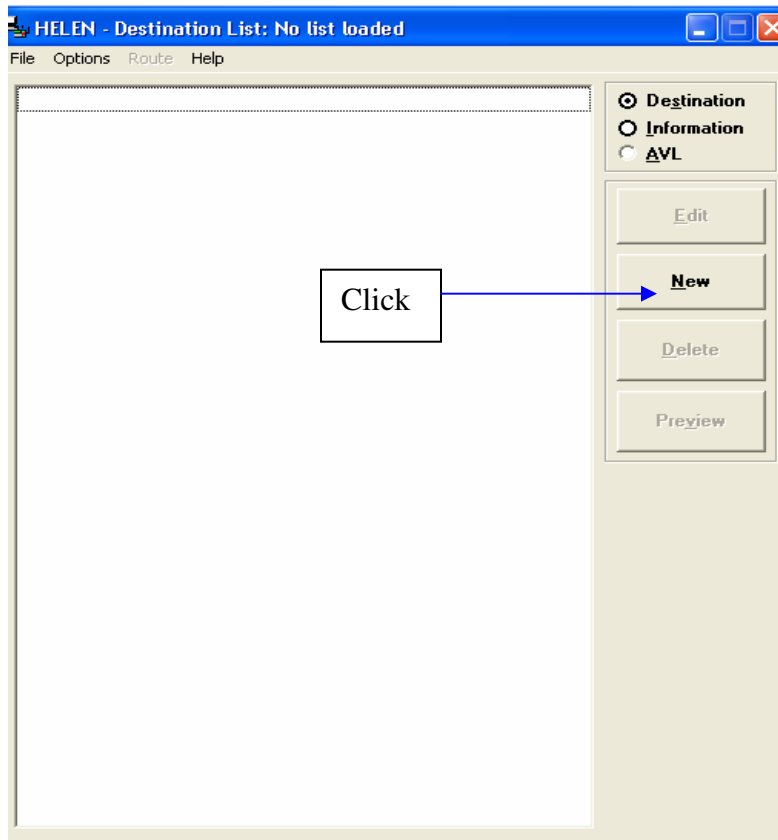 HELEN - Destination List: No list loaded
File Options Route Help
Destination
Information
AVL
Edit
New
Click
Delete
Preview